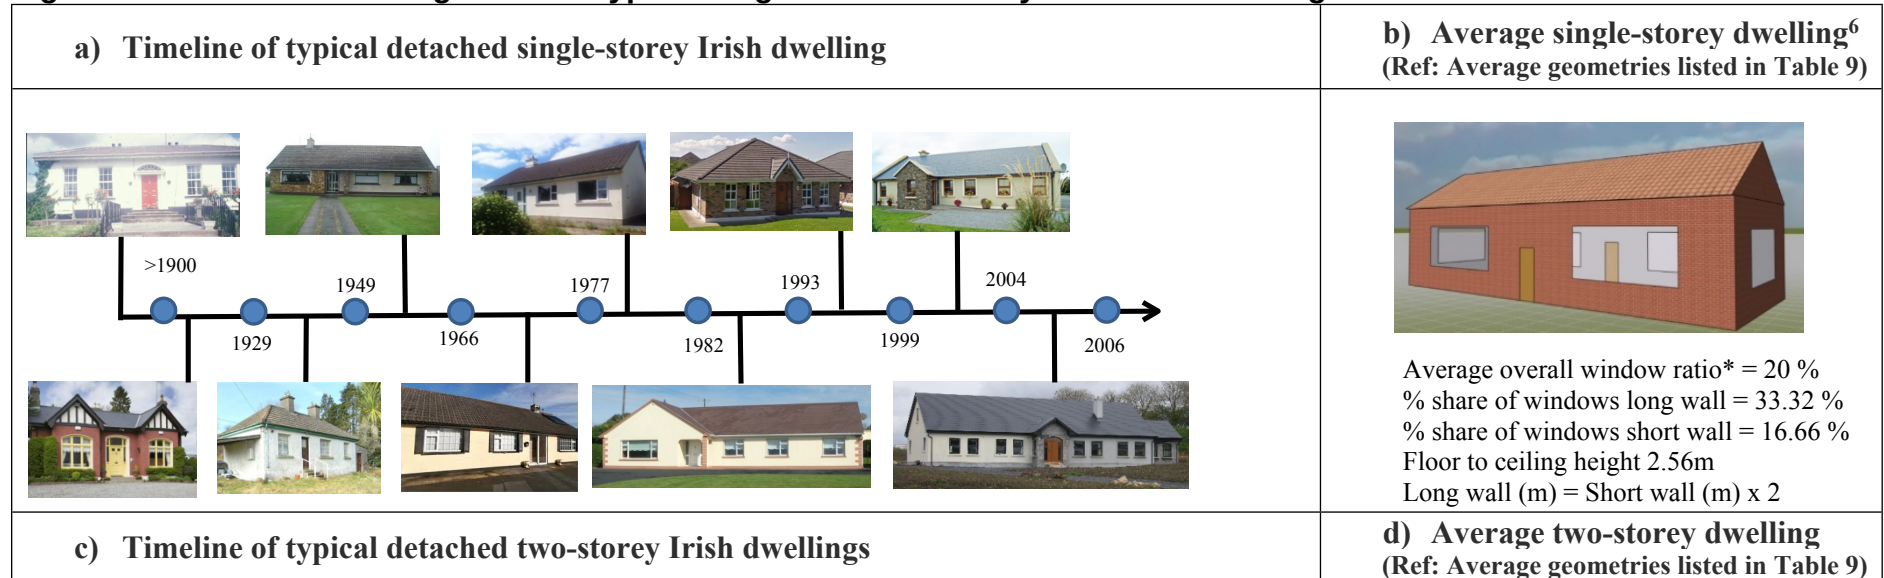 a) Timeline of typical detached single-storey Irish dwelling
b) Average single-storey dwelling⁶
(Ref: Average geometries listed in Table 9)
>1900
1929
1949
1966
1977
1982
1993
1999
2004
2006
Average overall window ratio* = 20 %
% share of windows long wall = 33.32 %
% share of windows short wall = 16.66 %
Floor to ceiling height 2.56m
Long wall (m) = Short wall (m) x 2
c) Timeline of typical detached two-storey Irish dwellings
d) Average two-storey dwelling
(Ref: Average geometries listed in Table 9)